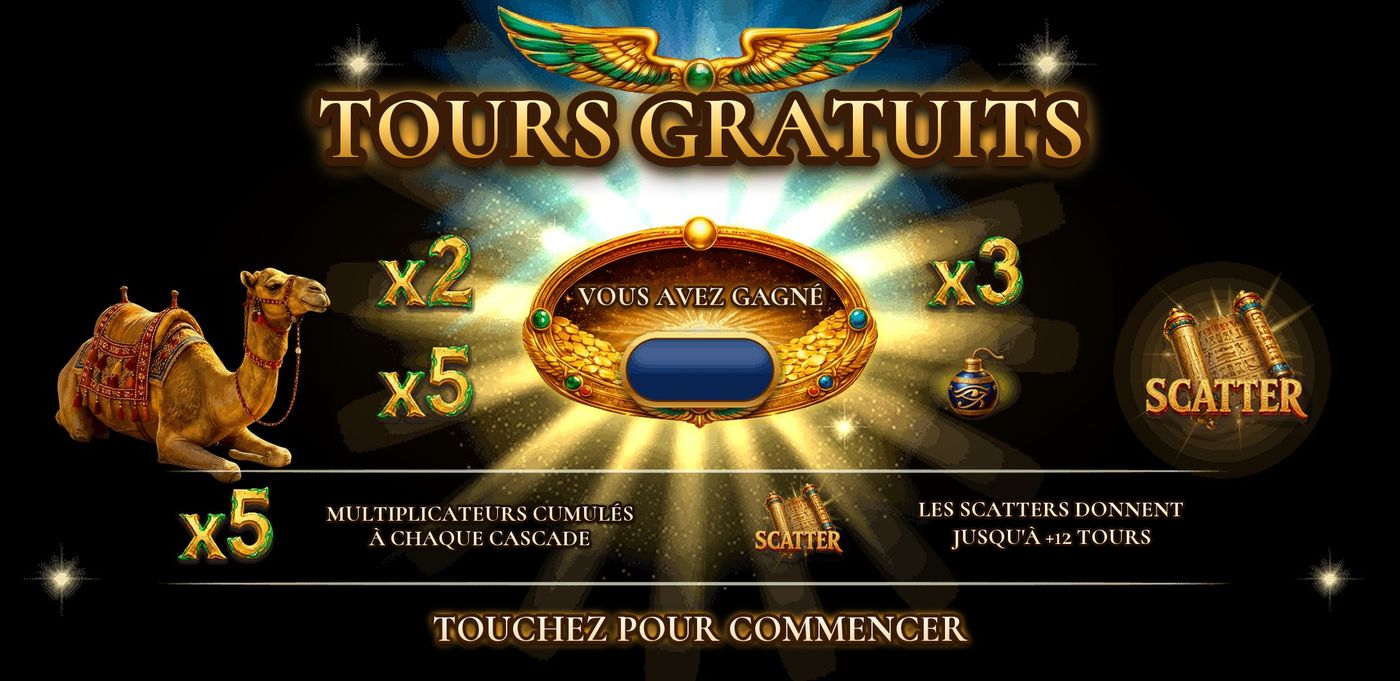 TOURS GRATUITS
x2
x3
VOUS AVEZ GAGNÉ
x5
SCATTER
x5
MULTIPLICATEURS CUMULÉS
À CHAQUE CASCADE
SCATTER
LES SCATTERS DONNENT
JUSQU'À +12 TOURS
TOUCHEZ POUR COMMENCER